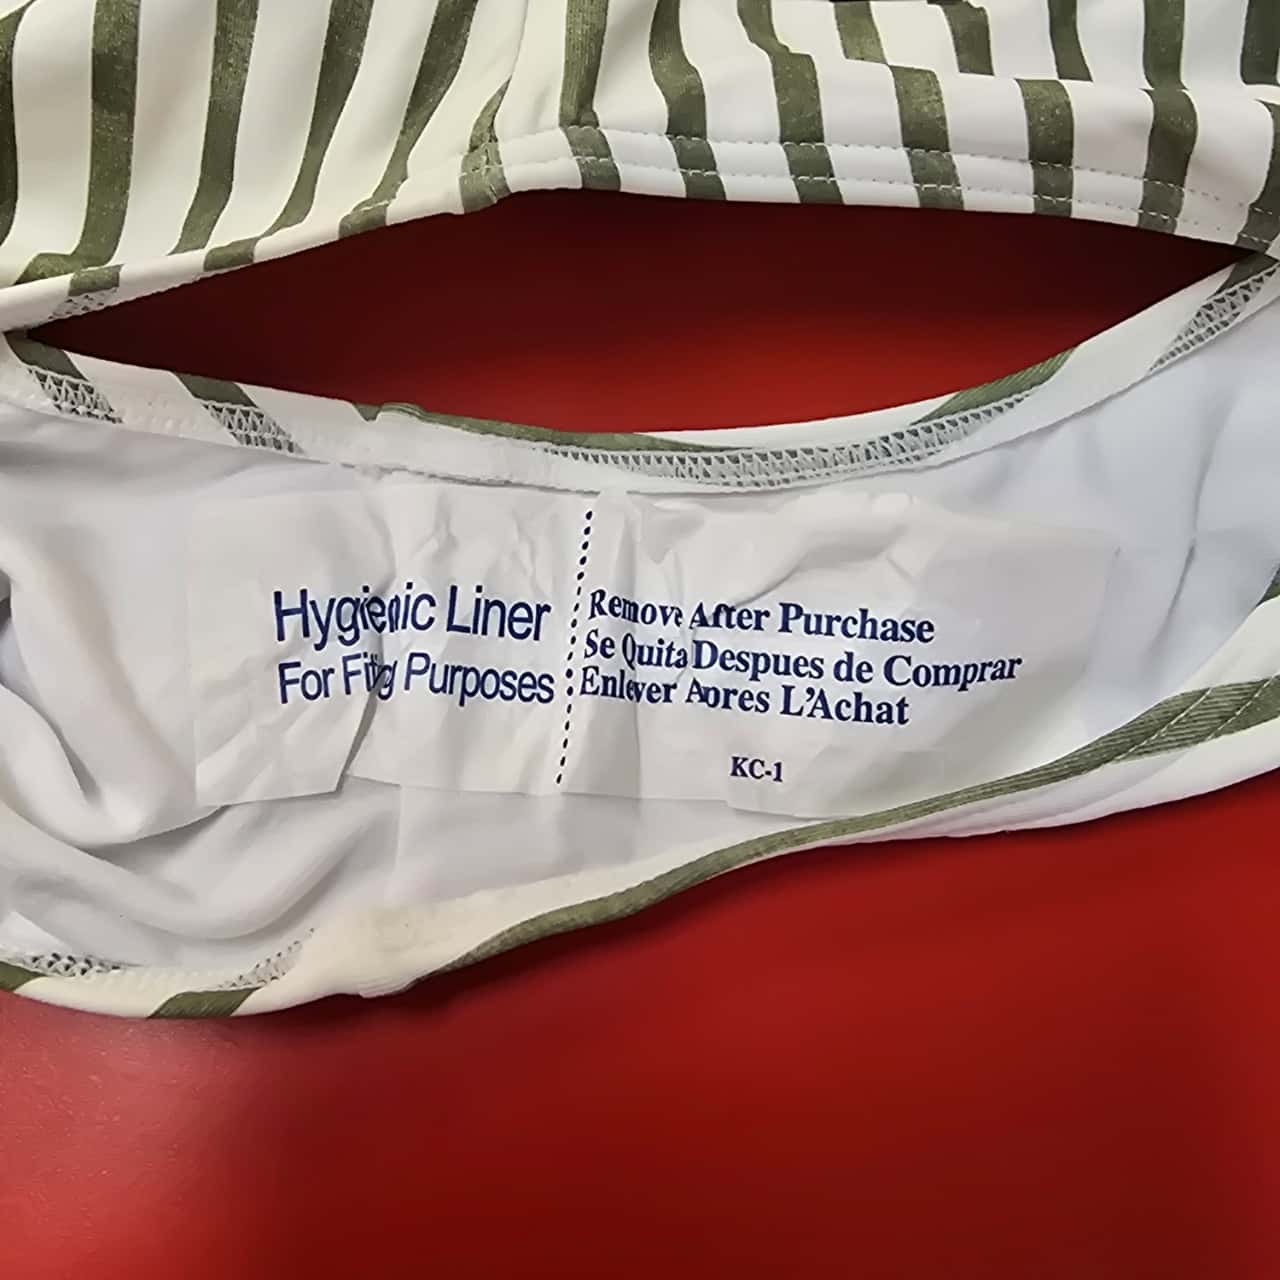 Hygienic Liner
For Fitting Purposes
Remove After Purchase
Se Quita Despues de Comprar
Enlever Apres L'Achat
KC-1